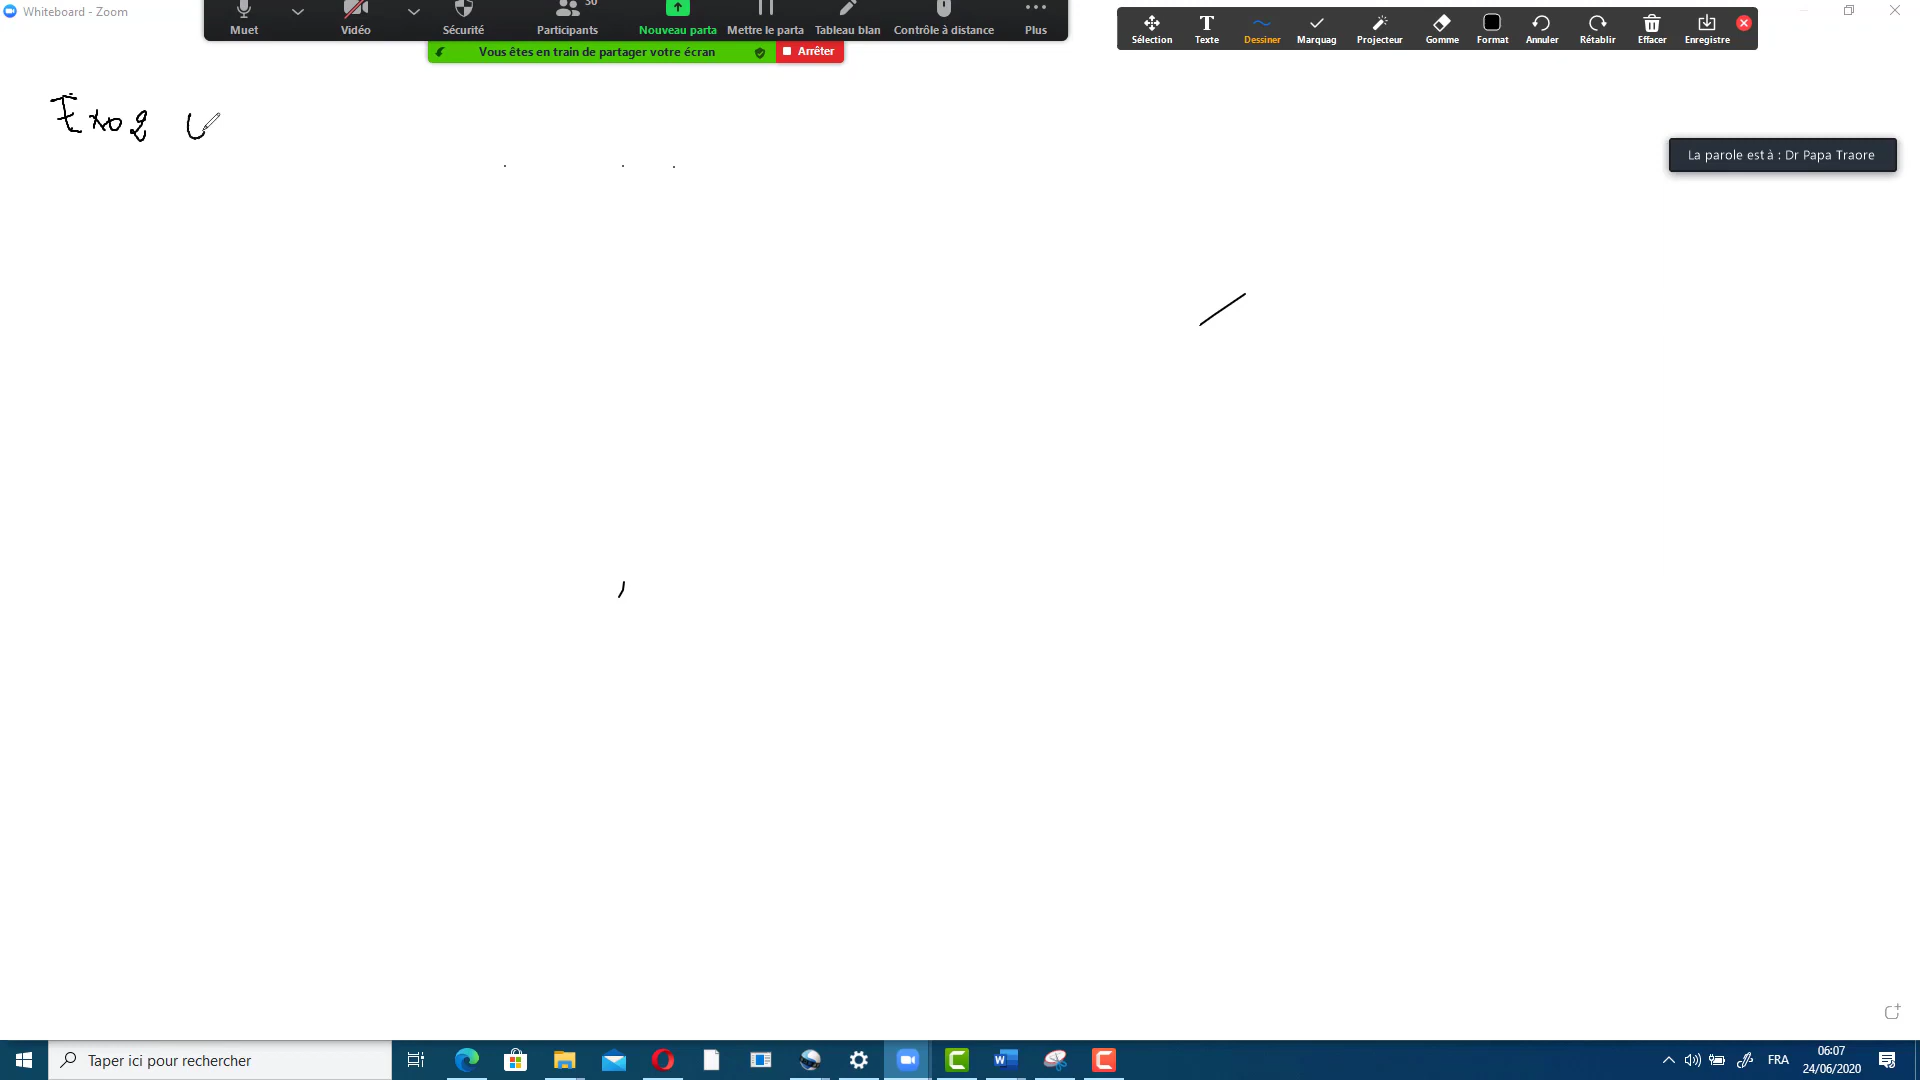 Whiteboard - Zoom
30
Muet Vidéo Sécurité Participants Nouveau parta Mettre le parta Tableau blan Contrôle à distance Plus
Sélection Texte Dessiner Marquag Projecteur Gomme Format Annuler Rétablir Effacer Enregistre
Vous êtes en train de partager votre écran Arrêter
Exo 2
La parole est à : Dr Papa Traore
Taper ici pour rechercher
FRA
06:07
24/06/2020